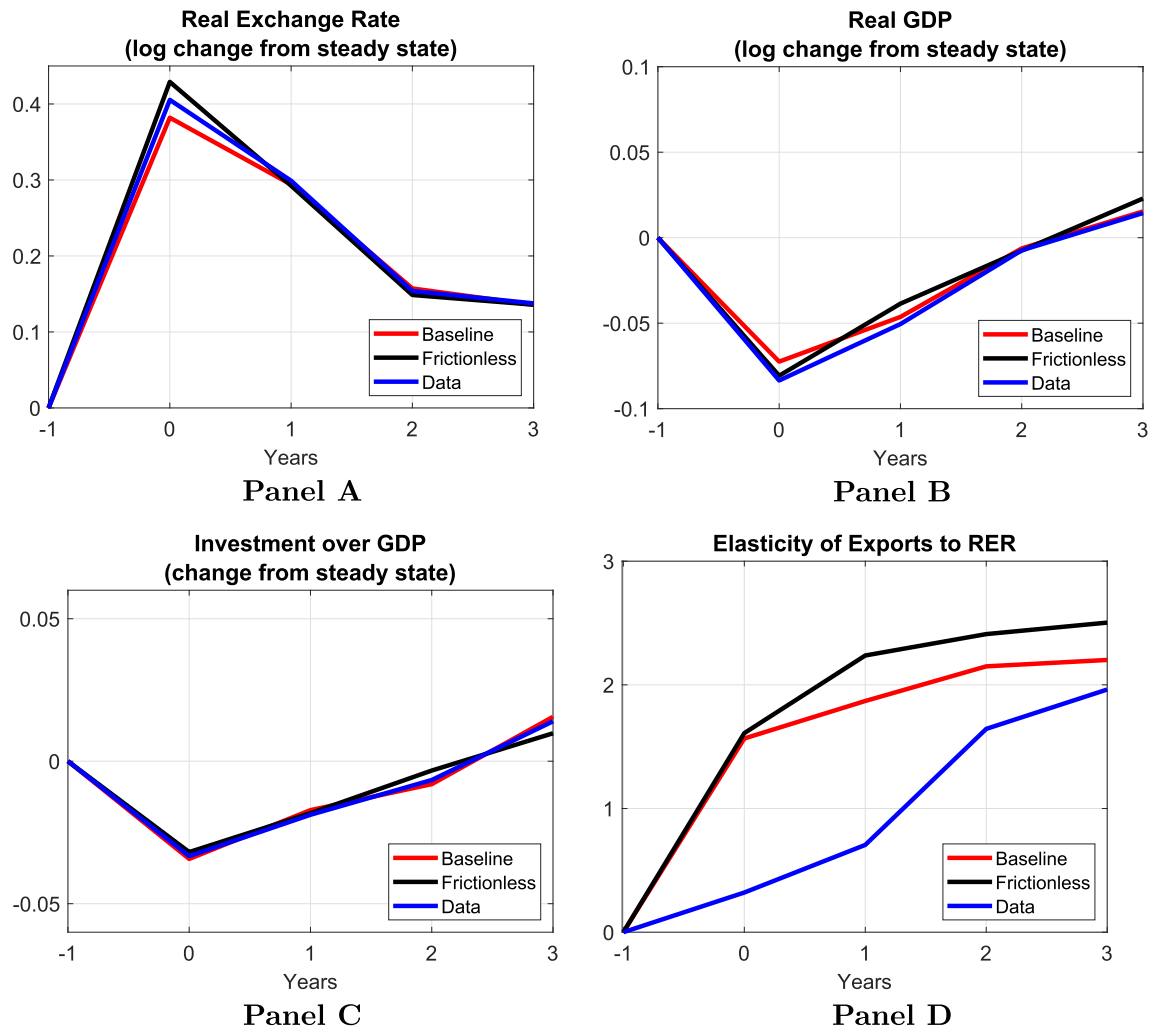 Real Exchange Rate
(log change from steady state)
0.4
0.3
0.2
0.1
0
-1
0
1
2
3
Years
Baseline
Frictionless
Data
Panel A
Real GDP
(log change from steady state)
0.1
0.05
0
-0.05
-0.1
-1
0
1
2
3
Years
Baseline
Frictionless
Data
Panel B
Investment over GDP
(change from steady state)
0.05
0
-0.05
-1
0
1
2
3
Years
Baseline
Frictionless
Data
Panel C
Elasticity of Exports to RER
3
2
1
0
-1
0
1
2
3
Years
Baseline
Frictionless
Data
Panel D